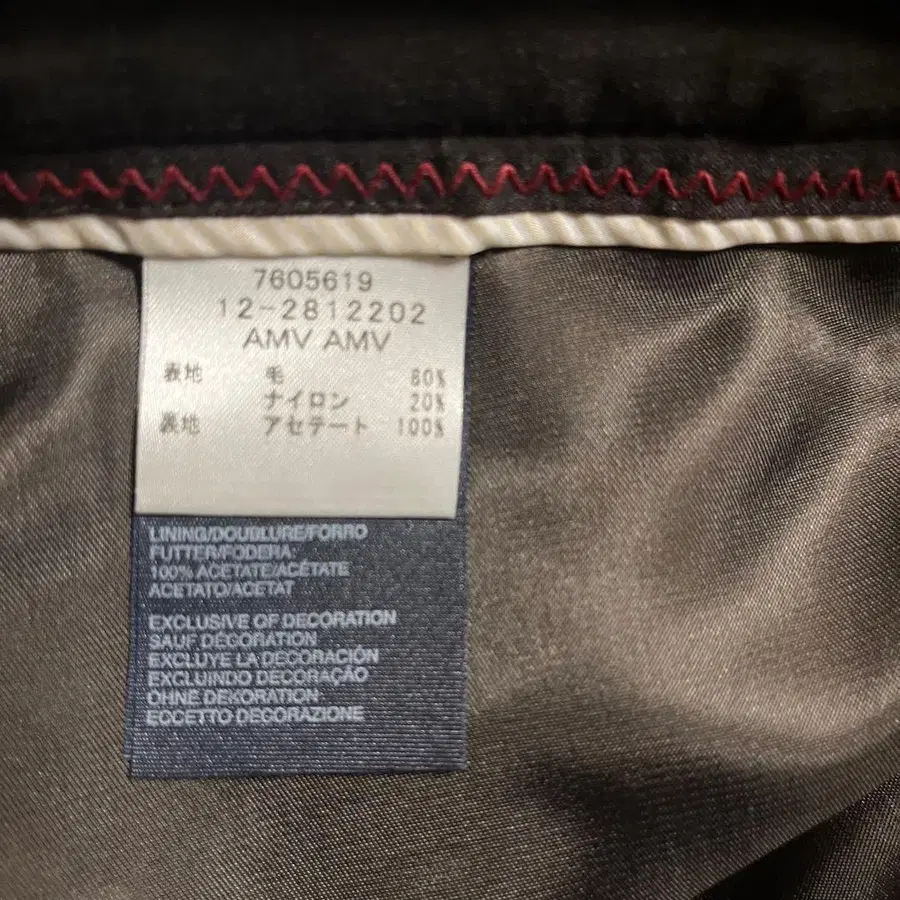 7605619
12-2812202
AMV AMV
表地 毛 80%
ナイロン 20%
裏地 アセテート 100%
LINING/DOUBLURE/FORRO
FUTTER/FODERA:
100% ACETATE/ACÉTATE
ACETATO/ACETAT
EXCLUSIVE OF DECORATION
SAUF DÉCORATION
EXCLUYE LA DECORACIÓN
EXCLUINDO DECORAÇÃO
OHNE DEKORATION
ECCETTO DECORAZIONE